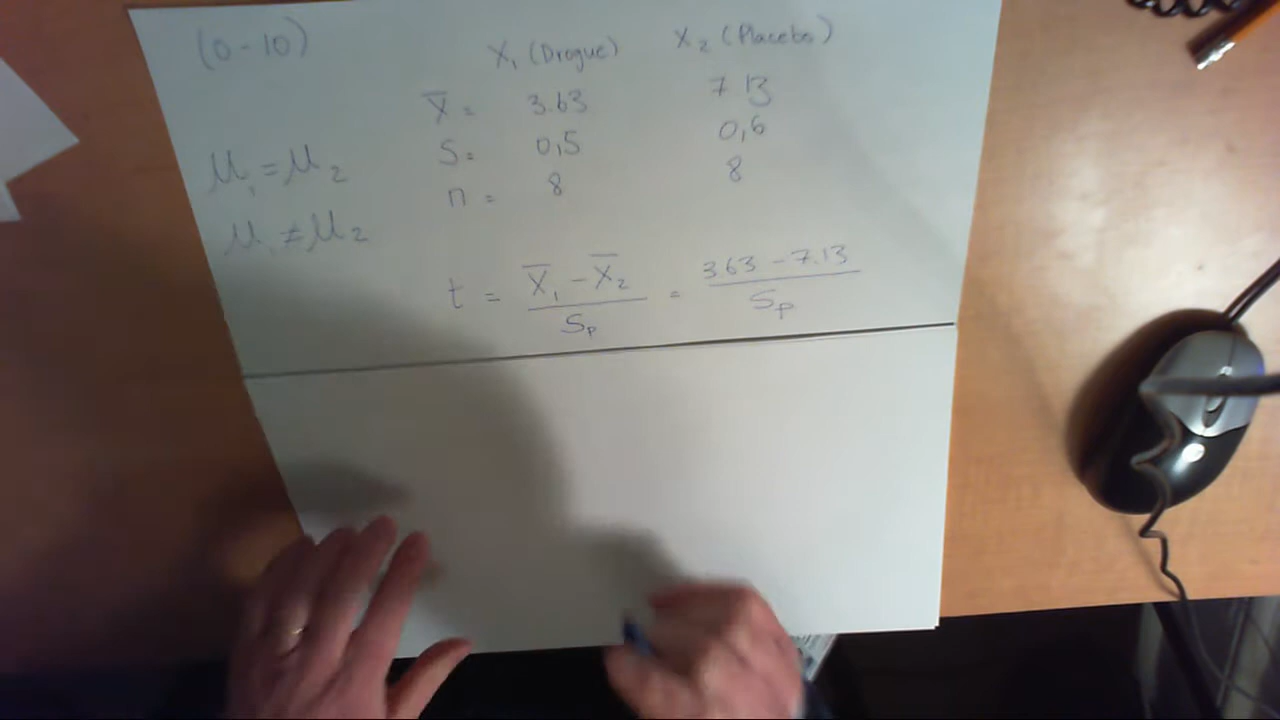 (0-10)
X₁ (Drogue) X₂ (Placebo)
X̅ = 3.63 7 13
S = 0,5 0,6
n = 8 8
μ₁ = μ₂
μ₁ ≠ μ₂
t = (X̅₁ - X̅₂) / Sp = (3 63 - 7.13) / Sp